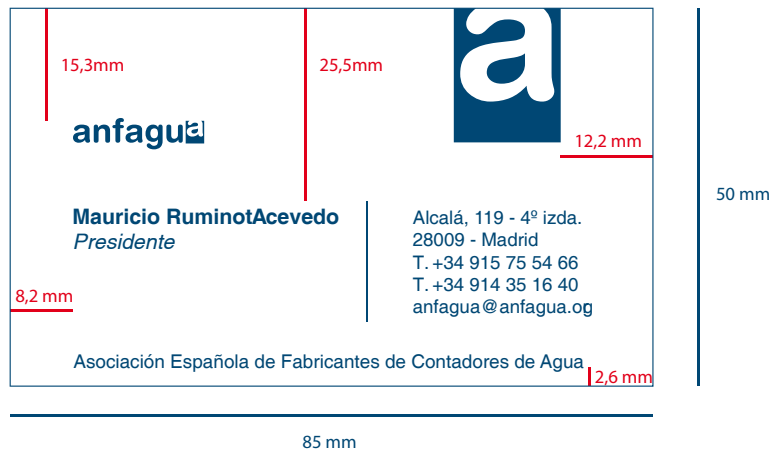 15,3mm
25,5mm
a
anfagua
12,2 mm
50 mm
Mauricio RuminotAcevedo
Presidente
Alcalá, 119 - 4º izda.
28009 - Madrid
T. +34 915 75 54 66
T. +34 914 35 16 40
anfagua@anfagua.org
8,2 mm
Asociación Española de Fabricantes de Contadores de Agua
2,6 mm
85 mm